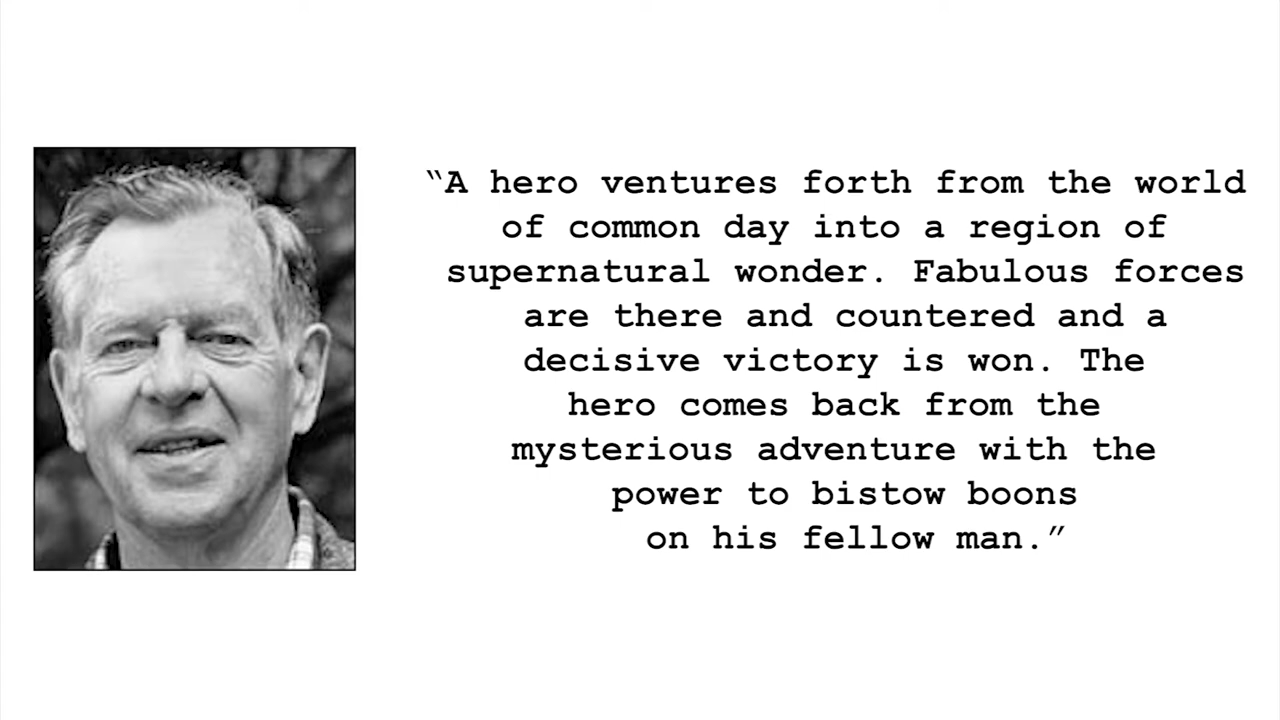 “A hero ventures forth from the world
of common day into a region of
supernatural wonder. Fabulous forces
are there and countered and a
decisive victory is won. The
hero comes back from the
mysterious adventure with the
power to bistow boons
on his fellow man.”